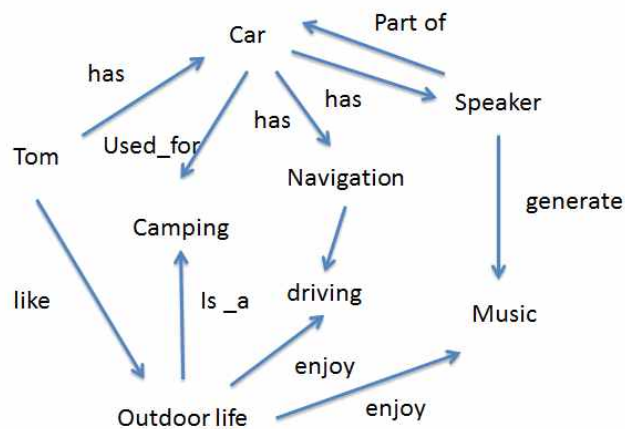 Part of
Car
has
has
Speaker
Used_for
has
Tom
Navigation
generate
Camping
like
Is _a
driving
Music
enjoy
Outdoor life
enjoy